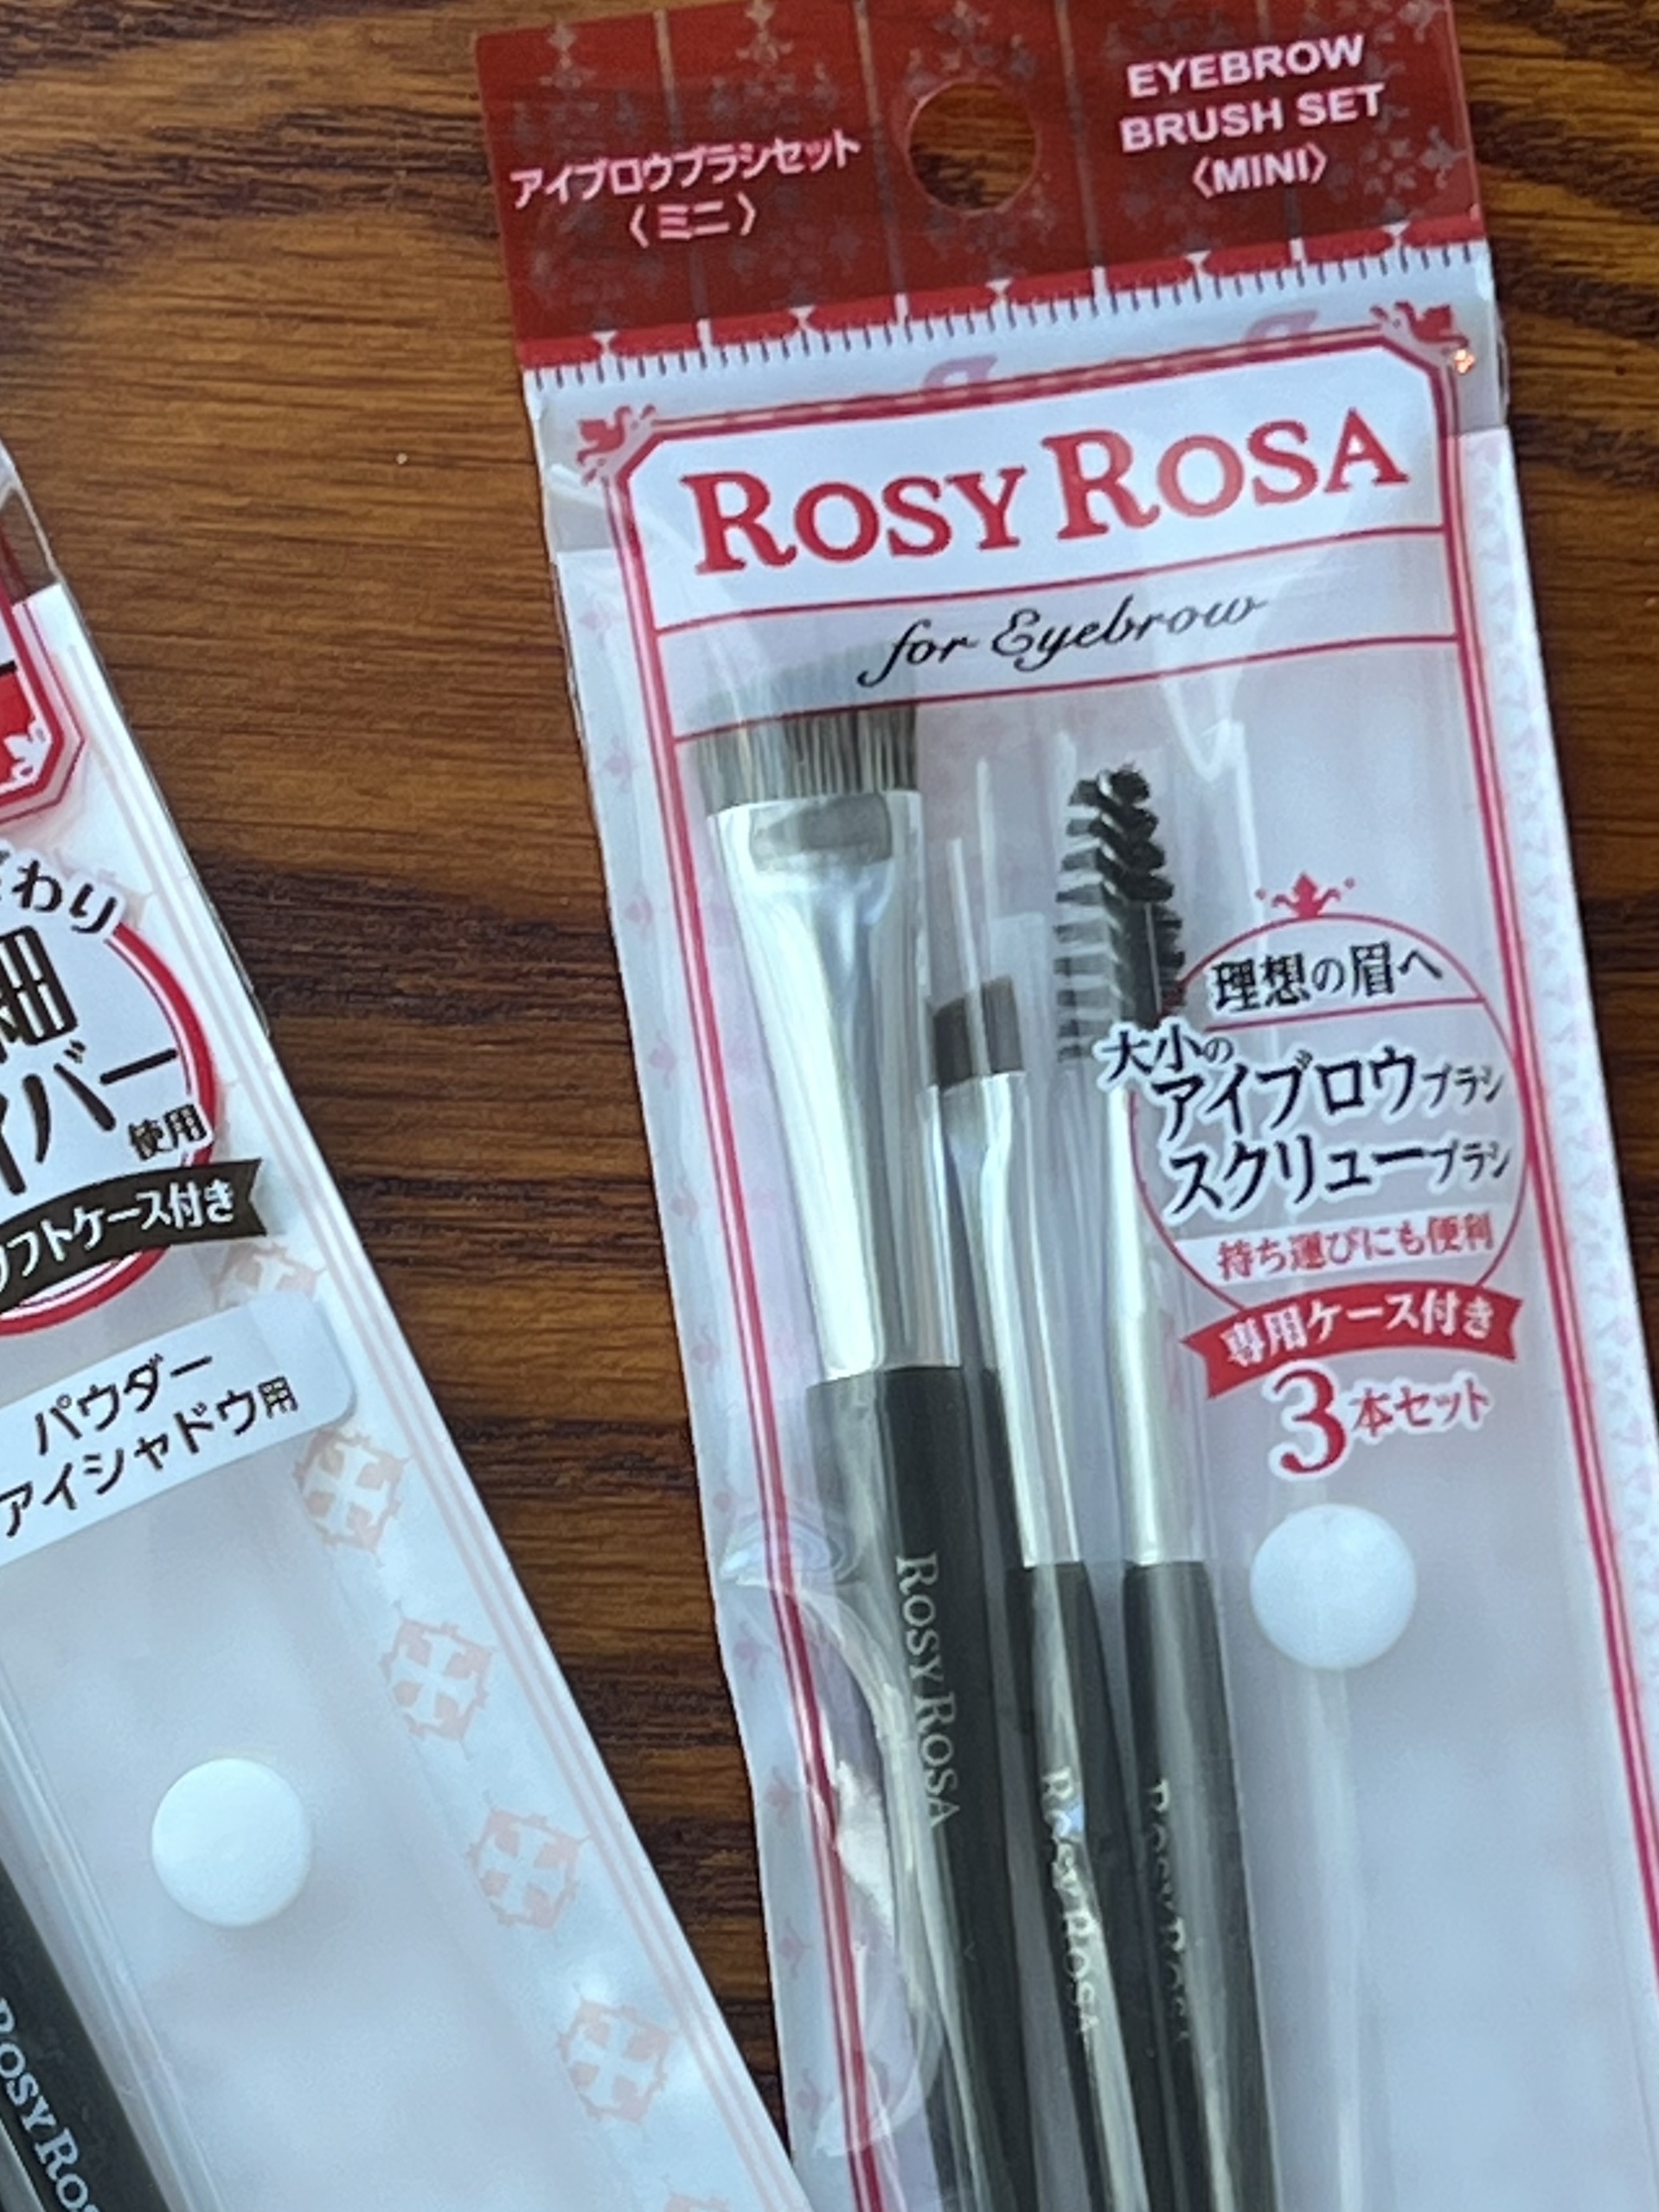 アイブロウブラシセット
〈ミニ〉
EYEBROW
BRUSH SET
〈MINI〉
ROSY ROSA
for Eyebrow
理想の眉へ
大小の
アイブロウブラシ
スクリューブラシ
持ち運びにも便利
専用ケース付き
3本セット
ROSY ROSA
ROSY ROSA
ROSY ROSA
わり
細
イバー
使用
フトケース付き
パウダー
アイシャドウ用
ROSY ROS